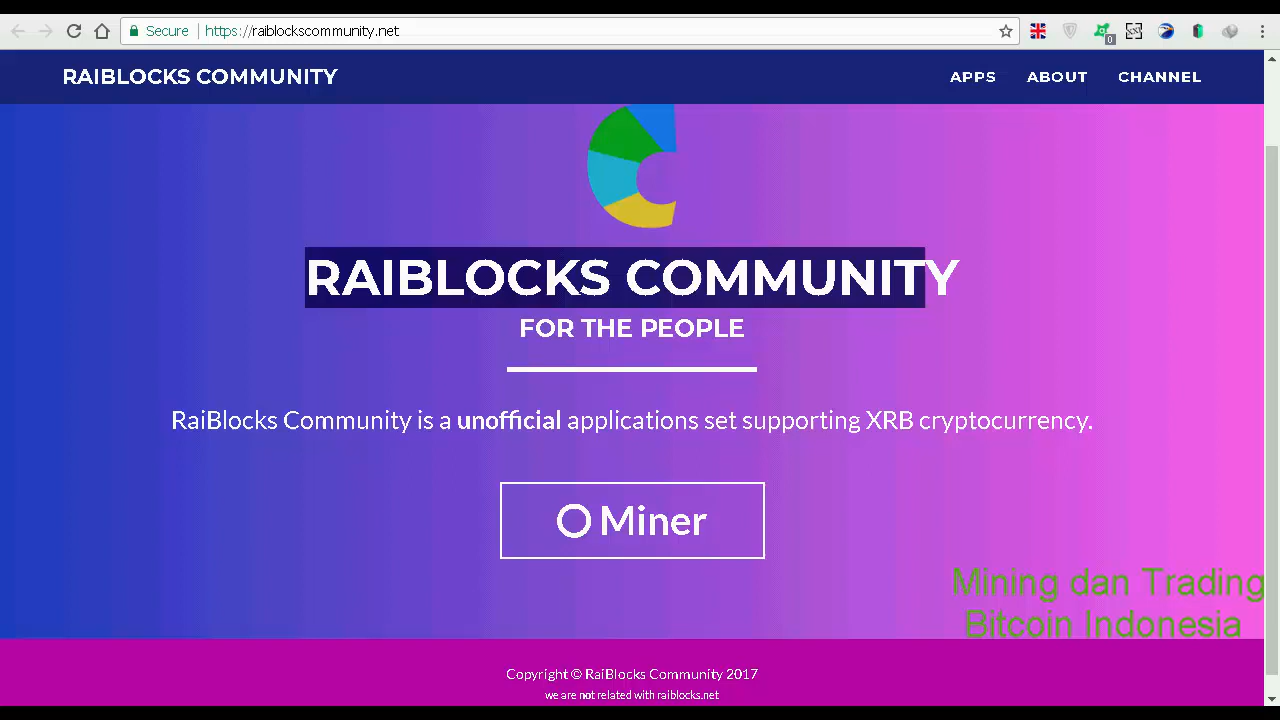 Secure https://raiblockscommunity.net
0
RAIBLOCKS COMMUNITY APPS ABOUT CHANNEL
RAIBLOCKS COMMUNITY
FOR THE PEOPLE
RaiBlocks Community is a unofficial applications set supporting XRB cryptocurrency.
Miner
Mining dan Trading
Bitcoin Indonesia
Copyright © RaiBlocks Community 2017
we are not related with raiblocks.net